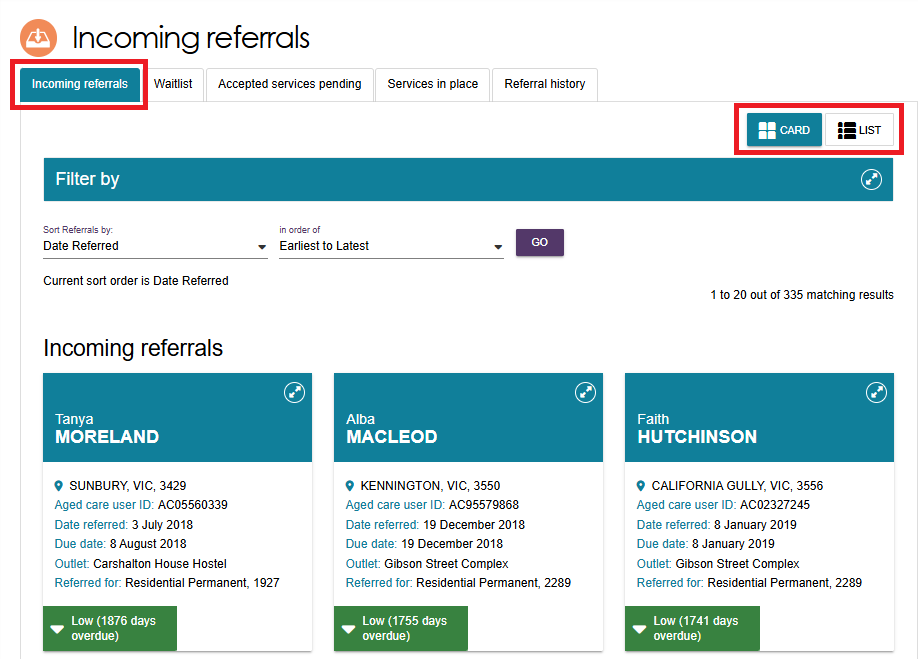 Incoming referrals
Incoming referrals
Waitlist
Accepted services pending
Services in place
Referral history
CARD
LIST
Filter by
Sort Referrals by:
in order of
Date Referred
Earliest to Latest
GO
Current sort order is Date Referred
1 to 20 out of 335 matching results
Incoming referrals
Tanya
MORELAND
SUNBURY, VIC, 3429
Aged care user ID: AC05560339
Date referred: 3 July 2018
Due date: 8 August 2018
Outlet: Carshalton House Hostel
Referred for: Residential Permanent, 1927
Low (1876 days
overdue)
Alba
MACLEOD
KENNINGTON, VIC, 3550
Aged care user ID: AC95579868
Date referred: 19 December 2018
Due date: 19 December 2018
Outlet: Gibson Street Complex
Referred for: Residential Permanent, 2289
Low (1755 days
overdue)
Faith
HUTCHINSON
CALIFORNIA GULLY, VIC, 3556
Aged care user ID: AC02327245
Date referred: 8 January 2019
Due date: 8 January 2019
Outlet: Gibson Street Complex
Referred for: Residential Permanent, 2289
Low (1741 days
overdue)